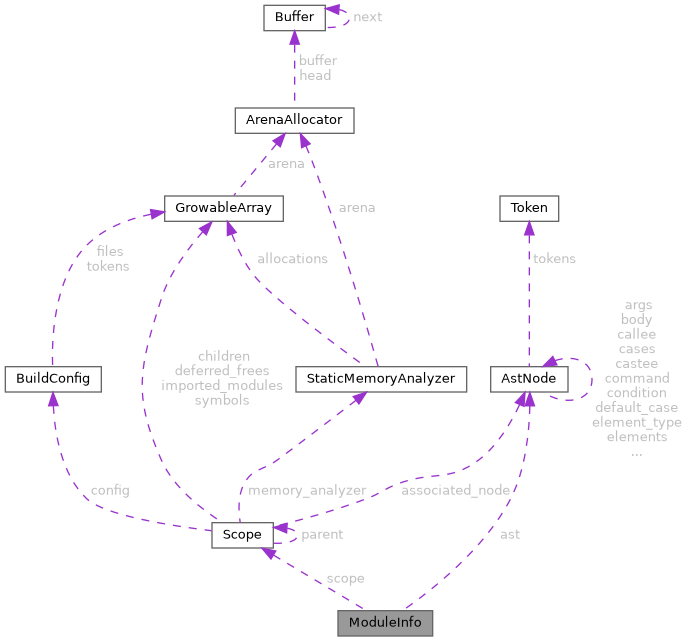 Buffer
next
buffer
head
ArenaAllocator
arena
GrowableArray
arena
Token
files
tokens
allocations
tokens
children
deferred_frees
imported_modules
symbols
args
body
callee
cases
castee
command
condition
default_case
element_type
elements
...
BuildConfig
StaticMemoryAnalyzer
AstNode
config
memory_analyzer
associated_node
Scope
parent
ast
scope
ModuleInfo